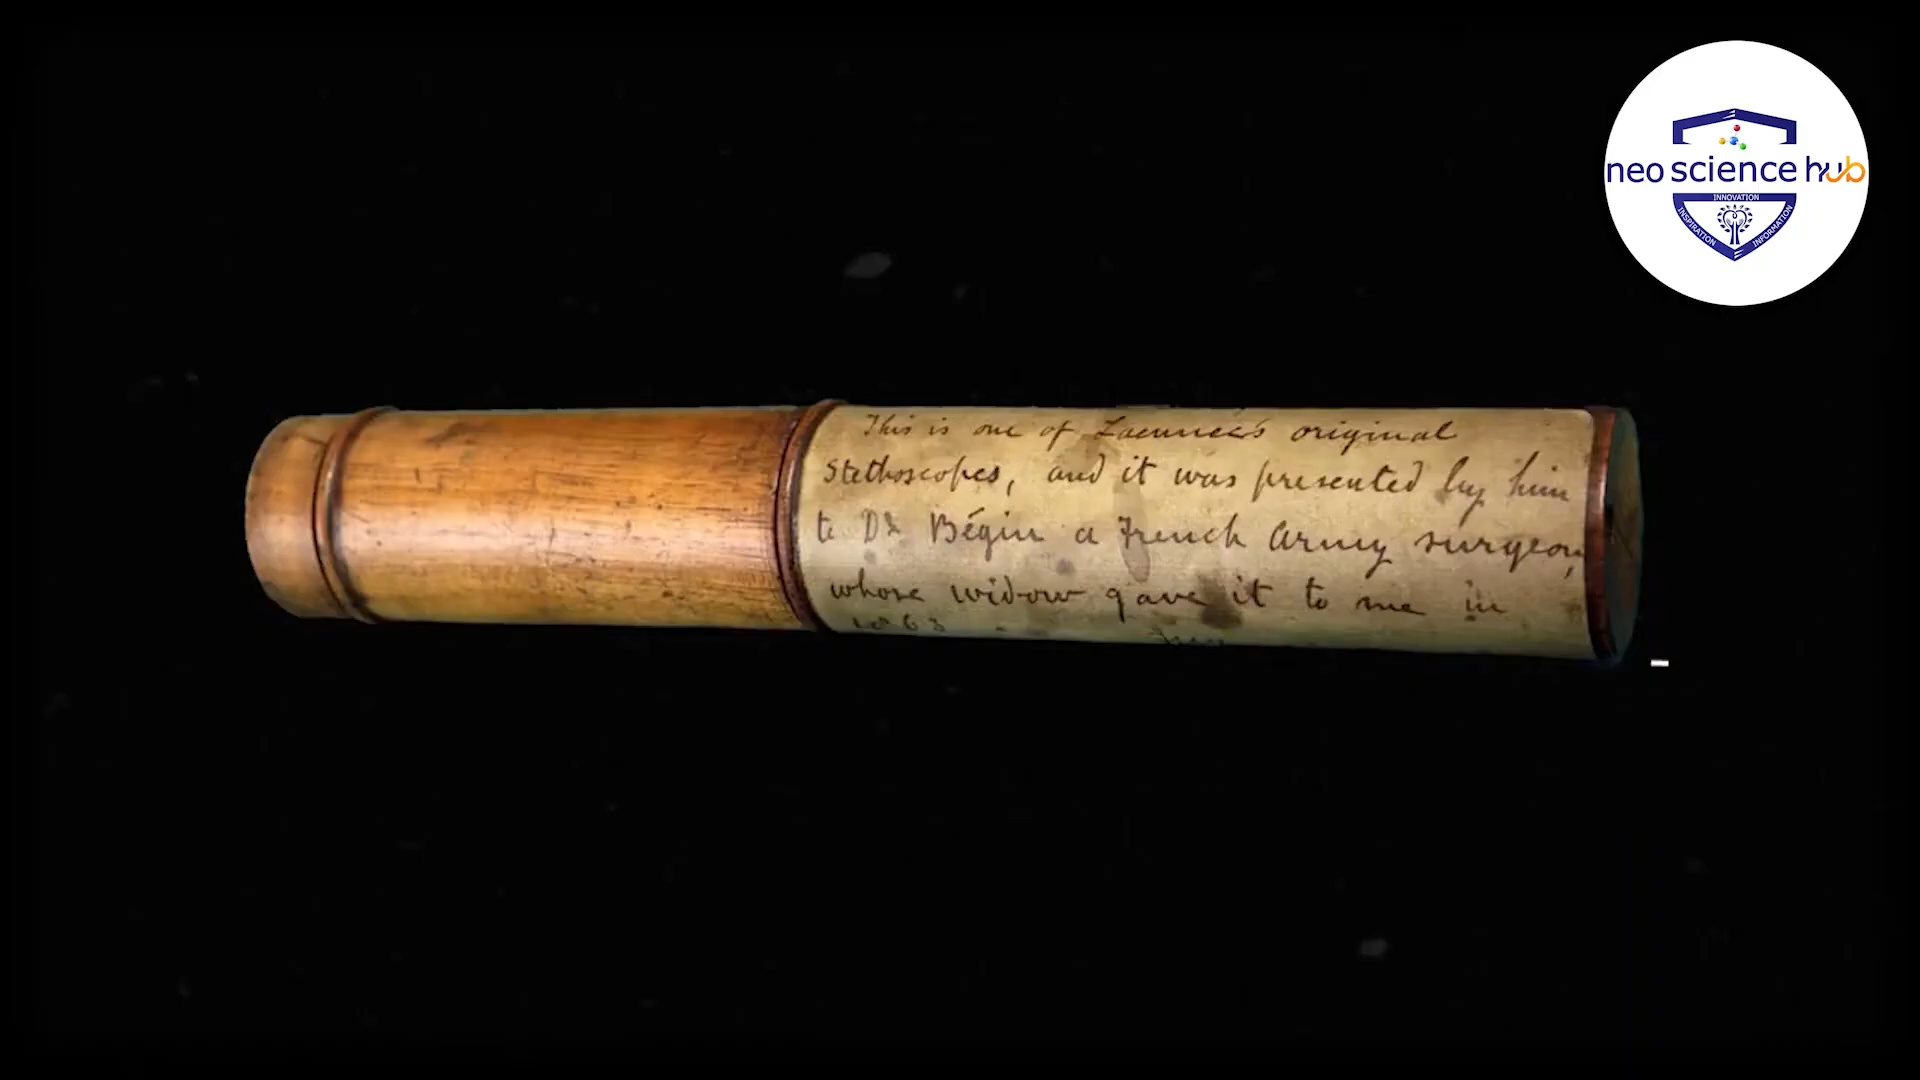 neo science hub
INNOVATION
INSPIRATION
INFORMATION
This is one of Laennec's original
Stethoscopes, and it was presented by him
to Dr Bégin a French Army surgeon,
whose widow gave it to me in
1863